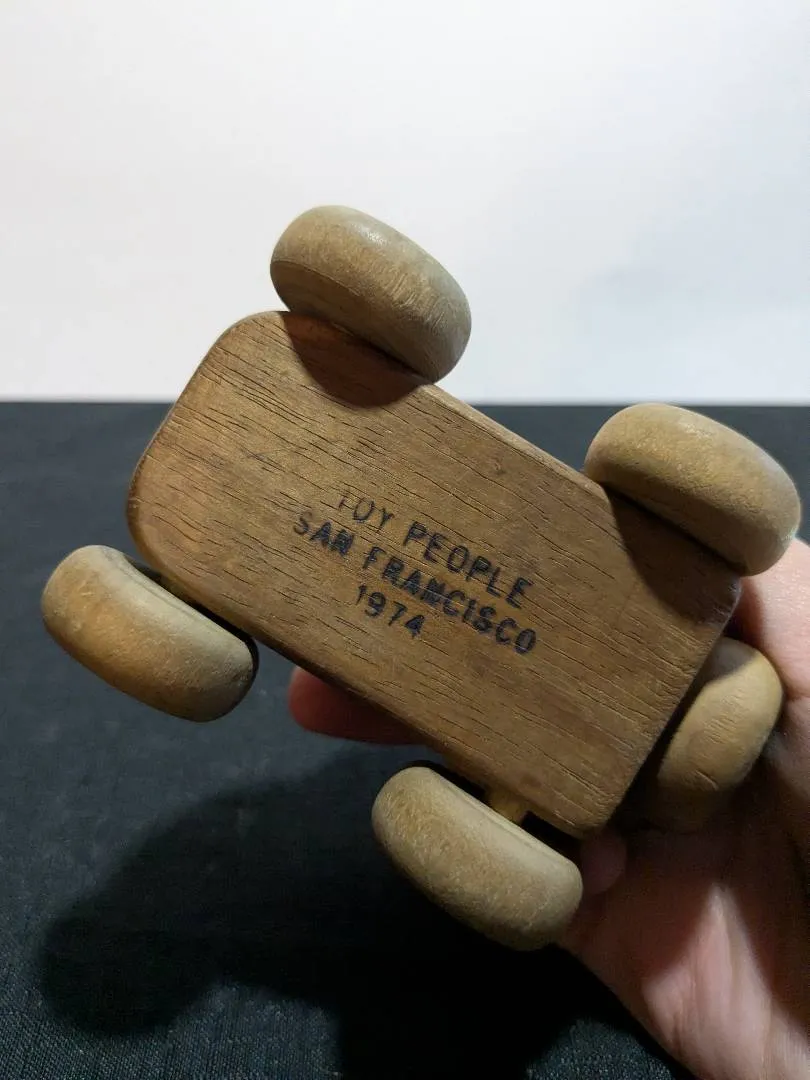 TOY PEOPLE
SAN FRANCISCO
1974